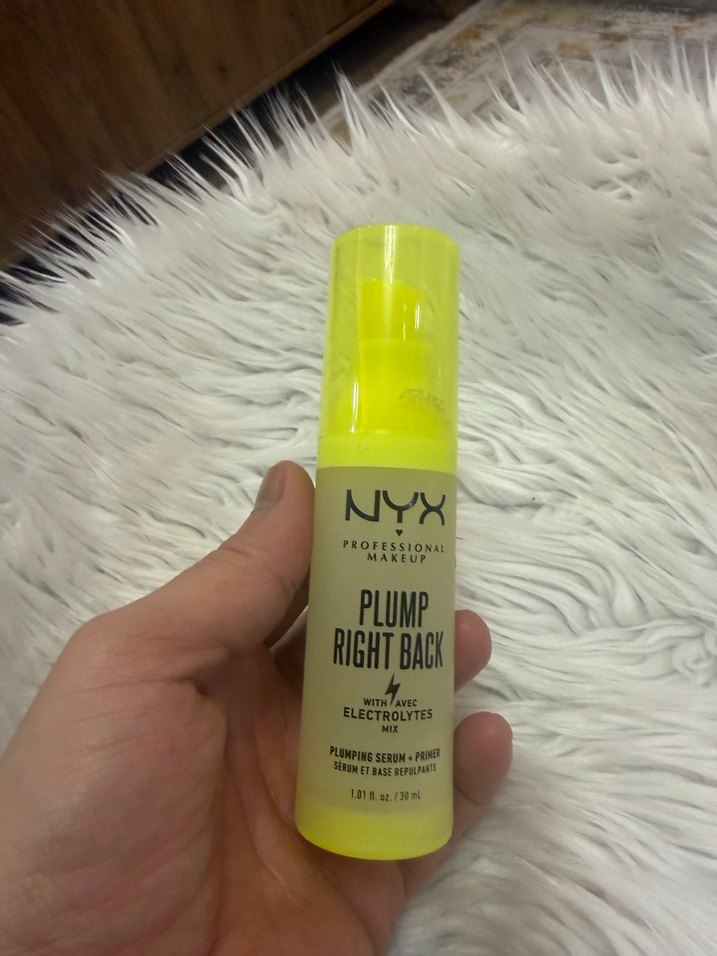 NYX
PROFESSIONAL
MAKEUP
PLUMP
RIGHT BACK
WITH AVEC
ELECTROLYTES
MIX
PLUMPING SERUM + PRIMER
SÉRUM ET BASE REPULPANTS
1.01 fl. oz. / 30 mL